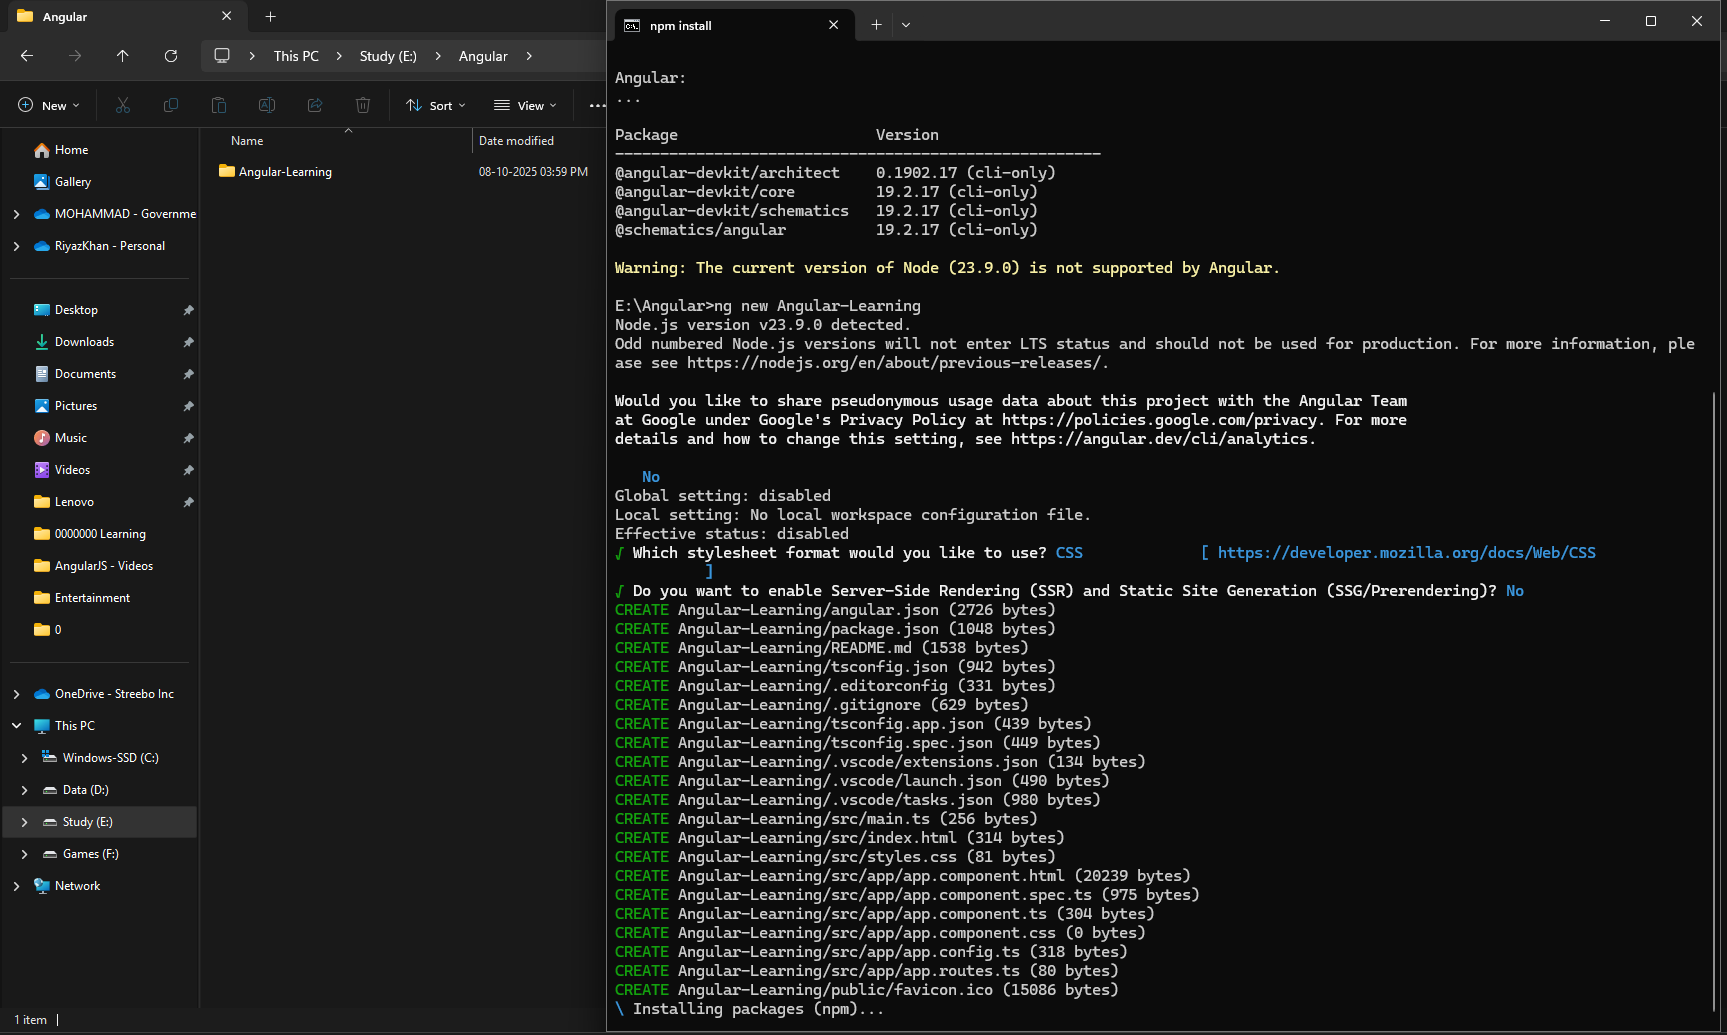 Angular
This PC
Study (E:)
Angular
New
Sort
View
Name
Date modified
Angular-Learning
08-10-2025 03:59 PM
Home
Gallery
MOHAMMAD - Governme
RiyazKhan - Personal
Desktop
Downloads
Documents
Pictures
Music
Videos
Lenovo
0000000 Learning
AngularJS - Videos
Entertainment
0
OneDrive - Streebo Inc
This PC
Windows-SSD (C:)
Data (D:)
Study (E:)
Games (F:)
Network
1 item
npm install
Angular:
...
Package Version
------------------------------------------------------
@angular-devkit/architect 0.1902.17 (cli-only)
@angular-devkit/core 19.2.17 (cli-only)
@angular-devkit/schematics 19.2.17 (cli-only)
@schematics/angular 19.2.17 (cli-only)
Warning: The current version of Node (23.9.0) is not supported by Angular.
E:\Angular>ng new Angular-Learning
Node.js version v23.9.0 detected.
Odd numbered Node.js versions will not enter LTS status and should not be used for production. For more information, ple
ase see https://nodejs.org/en/about/previous-releases/.
Would you like to share pseudonymous usage data about this project with the Angular Team
at Google under Google's Privacy Policy at https://policies.google.com/privacy. For more
details and how to change this setting, see https://angular.dev/cli/analytics.
No
Global setting: disabled
Local setting: No local workspace configuration file.
Effective status: disabled
√ Which stylesheet format would you like to use? CSS [ https://developer.mozilla.org/docs/Web/CSS
]
√ Do you want to enable Server-Side Rendering (SSR) and Static Site Generation (SSG/Prerendering)? No
CREATE Angular-Learning/angular.json (2726 bytes)
CREATE Angular-Learning/package.json (1048 bytes)
CREATE Angular-Learning/README.md (1538 bytes)
CREATE Angular-Learning/tsconfig.json (942 bytes)
CREATE Angular-Learning/.editorconfig (331 bytes)
CREATE Angular-Learning/.gitignore (629 bytes)
CREATE Angular-Learning/tsconfig.app.json (439 bytes)
CREATE Angular-Learning/tsconfig.spec.json (449 bytes)
CREATE Angular-Learning/.vscode/extensions.json (134 bytes)
CREATE Angular-Learning/.vscode/launch.json (490 bytes)
CREATE Angular-Learning/.vscode/tasks.json (980 bytes)
CREATE Angular-Learning/src/main.ts (256 bytes)
CREATE Angular-Learning/src/index.html (314 bytes)
CREATE Angular-Learning/src/styles.css (81 bytes)
CREATE Angular-Learning/src/app/app.component.html (20239 bytes)
CREATE Angular-Learning/src/app/app.component.spec.ts (975 bytes)
CREATE Angular-Learning/src/app/app.component.ts (304 bytes)
CREATE Angular-Learning/src/app/app.component.css (0 bytes)
CREATE Angular-Learning/src/app/app.config.ts (318 bytes)
CREATE Angular-Learning/src/app/app.routes.ts (80 bytes)
CREATE Angular-Learning/public/favicon.ico (15086 bytes)
\ Installing packages (npm)...